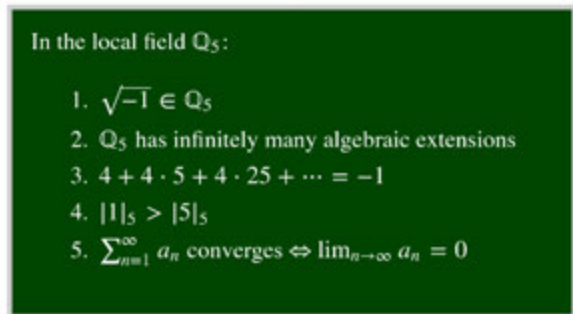 In the local field ℚ₅:
1. √−1 ∈ ℚ₅
2. ℚ₅ has infinitely many algebraic extensions
3. 4 + 4 · 5 + 4 · 25 + ⋯ = −1
4. |1|₅ > |5|₅
5. ∑_{n=1}^{∞} aₙ converges ⇔ lim_{n→∞} aₙ = 0